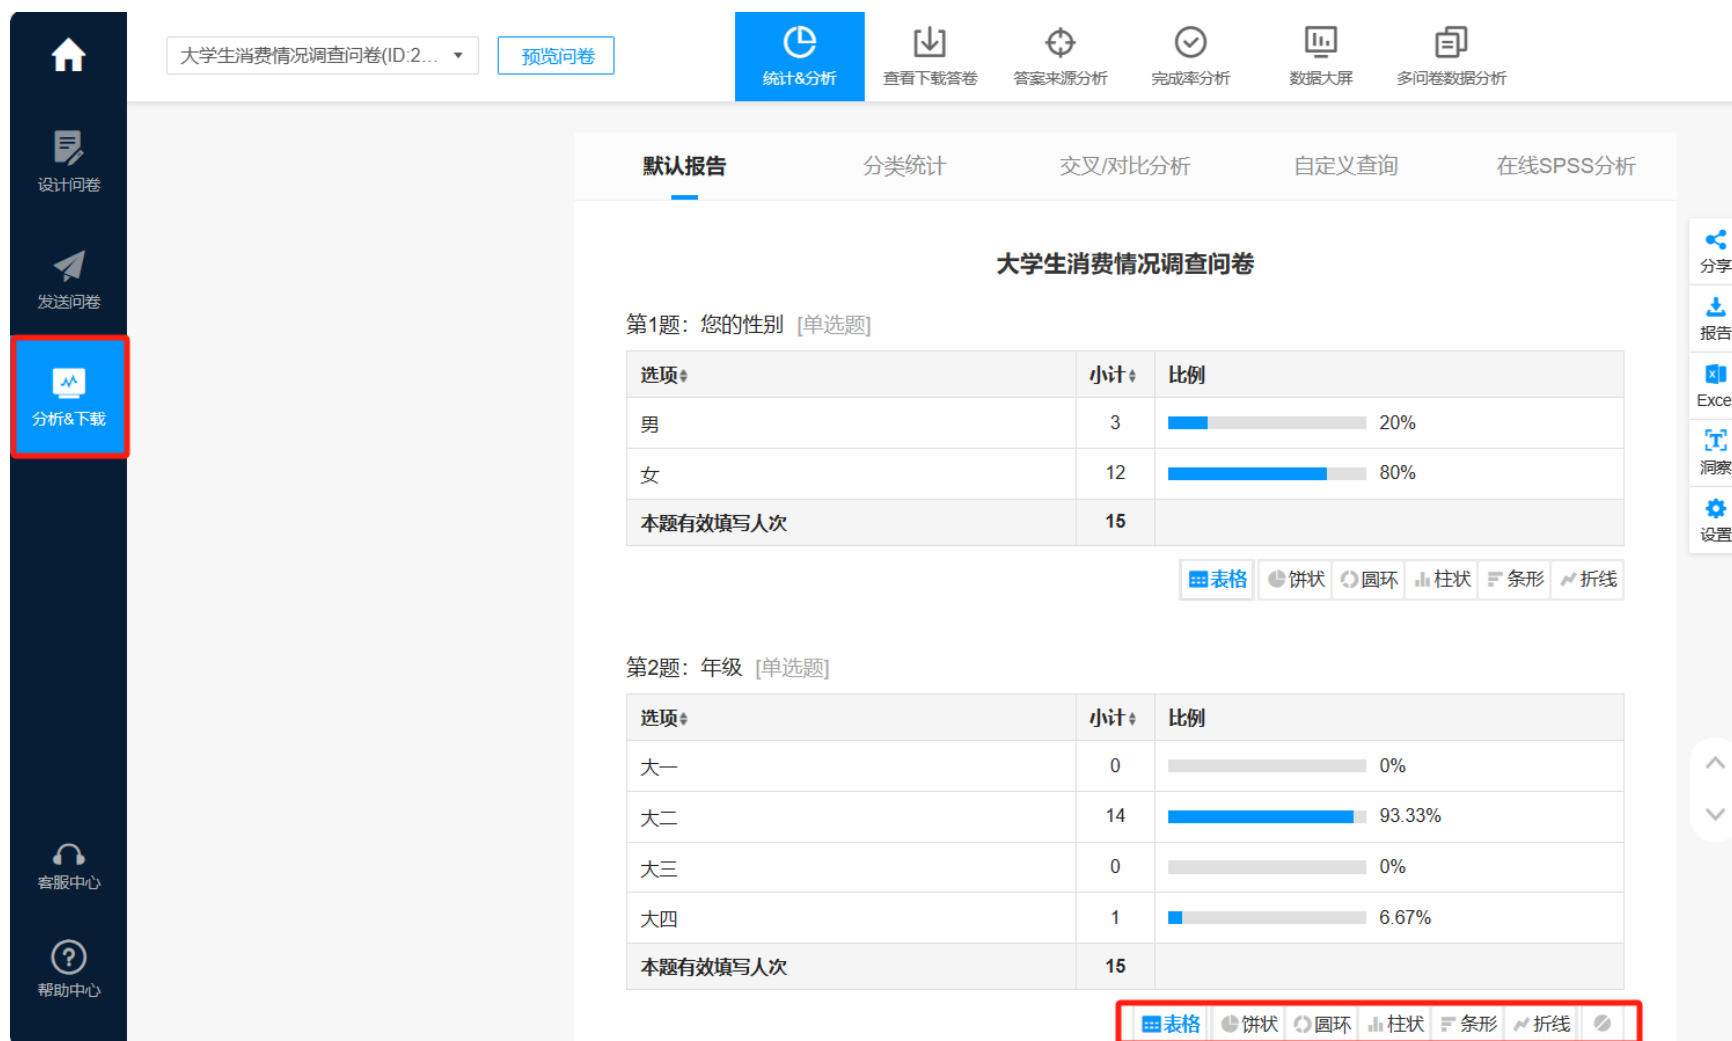 大学生消费情况调查问卷(ID:2...
预览问卷
统计&分析
查看下载答卷
答案来源分析
完成率分析
数据大屏
多问卷数据分析
设计问卷
发送问卷
分析&下载
客服中心
帮助中心
默认报告
分类统计
交叉/对比分析
自定义查询
在线SPSS分析
大学生消费情况调查问卷
第1题：您的性别 [单选题]
选项 小计 比例
男 3 20%
女 12 80%
本题有效填写人次 15
表格 饼状 圆环 柱状 条形 折线
第2题：年级 [单选题]
选项 小计 比例
大一 0 0%
大二 14 93.33%
大三 0 0%
大四 1 6.67%
本题有效填写人次 15
表格 饼状 圆环 柱状 条形 折线
分享
报告
Exce
洞察
设置